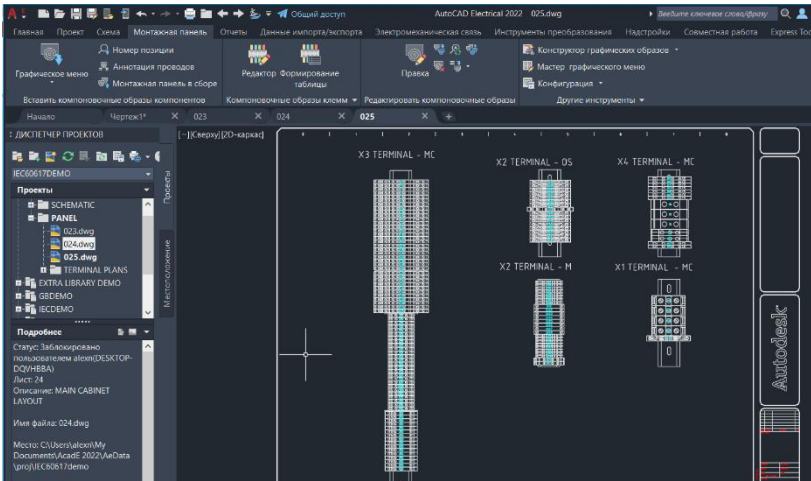 Общий доступ
AutoCAD Electrical 2022 025.dwg
Введите ключевое слово/фразу
Главная Проект Схема Монтажная панель Отчеты Данные импорта/экспорта Электромеханическая связь Инструменты преобразования Надстройки Совместная работа Express Too
Номер позиции
Аннотация проводов
Монтажная панель в сборе
Графическое меню
Редактор
Формирование таблицы
Правка
Конструктор графических образов
Мастер графического меню
Конфигурация
Вставить компоновочные образы компонентов
Компоновочные образы клемм
Редактировать компоновочные образы
Другие инструменты
Начало Чертеж1* 023 024 025
ДИСПЕТЧЕР ПРОЕКТОВ
[−][Сверху][2D-каркас]
IEC60617DEMO
Проекты
SCHEMATIC
PANEL
023.dwg
024.dwg
025.dwg
TERMINAL PLANS
EXTRA LIBRARY DEMO
GBDEMO
IECDEMO
Проекты
Местоположение
Подробнее
Статус: Заблокировано
пользователем alexn(DESKTOP-
DQVHBBA)
Лист: 24
Описание: MAIN CABINET
LAYOUT
Имя файла: 024.dwg
Место: C:\Users\alexn\My
Documents\AcadE 2022\AeData
\proj\IEC60617demo
X3 TERMINAL - MC
X2 TERMINAL - OS
X4 TERMINAL - MC
X2 TERMINAL - M
X1 TERMINAL - MC
Autodesk